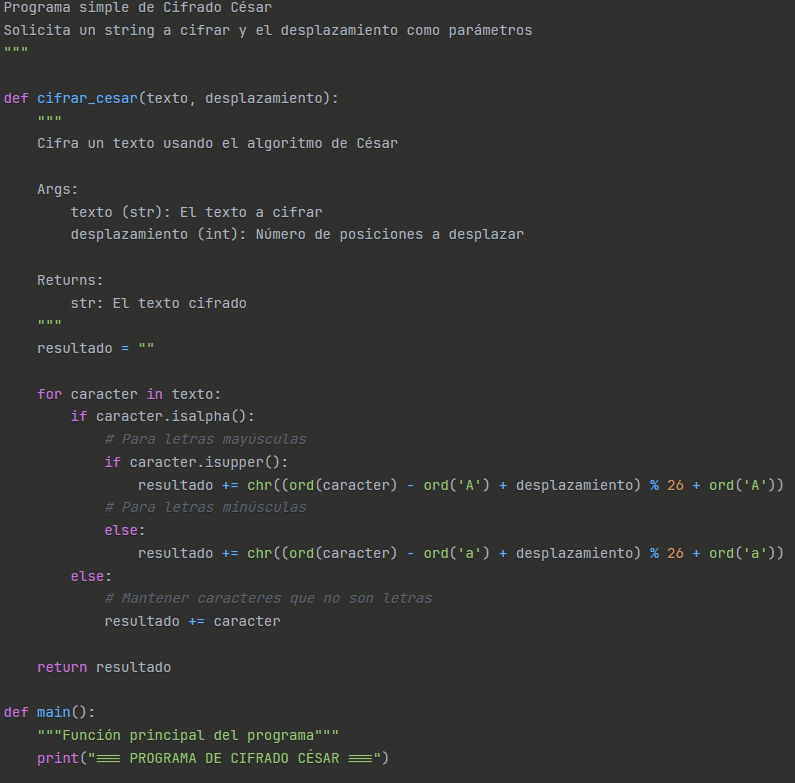 Programa simple de Cifrado César
Solicita un string a cifrar y el desplazamiento como parámetros
"""
def cifrar_cesar(texto, desplazamiento):
    """
    Cifra un texto usando el algoritmo de César
    Args:
        texto (str): El texto a cifrar
        desplazamiento (int): Número de posiciones a desplazar
    Returns:
        str: El texto cifrado
    """
    resultado = ""
    for caracter in texto:
        if caracter.isalpha():
            # Para letras mayúsculas
            if caracter.isupper():
                resultado += chr((ord(caracter) - ord('A') + desplazamiento) % 26 + ord('A'))
            # Para letras minúsculas
            else:
                resultado += chr((ord(caracter) - ord('a') + desplazamiento) % 26 + ord('a'))
        else:
            # Mantener caracteres que no son letras
            resultado += caracter
    return resultado
def main():
    """Función principal del programa"""
    print("=== PROGRAMA DE CIFRADO CÉSAR ===")